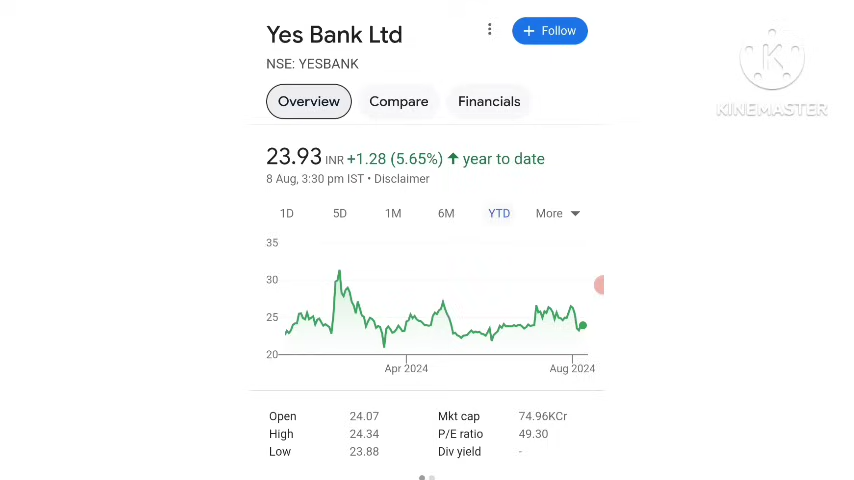 Yes Bank Ltd
+ Follow
NSE: YESBANK
Overview Compare Financials
KINEMASTER
23.93 INR +1.28 (5.65%) ↑ year to date
8 Aug, 3:30 pm IST • Disclaimer
1D 5D 1M 6M YTD More
35
30
25
20
Apr 2024 Aug 2024
Open 24.07 Mkt cap 74.96KCr
High 24.34 P/E ratio 49.30
Low 23.88 Div yield -